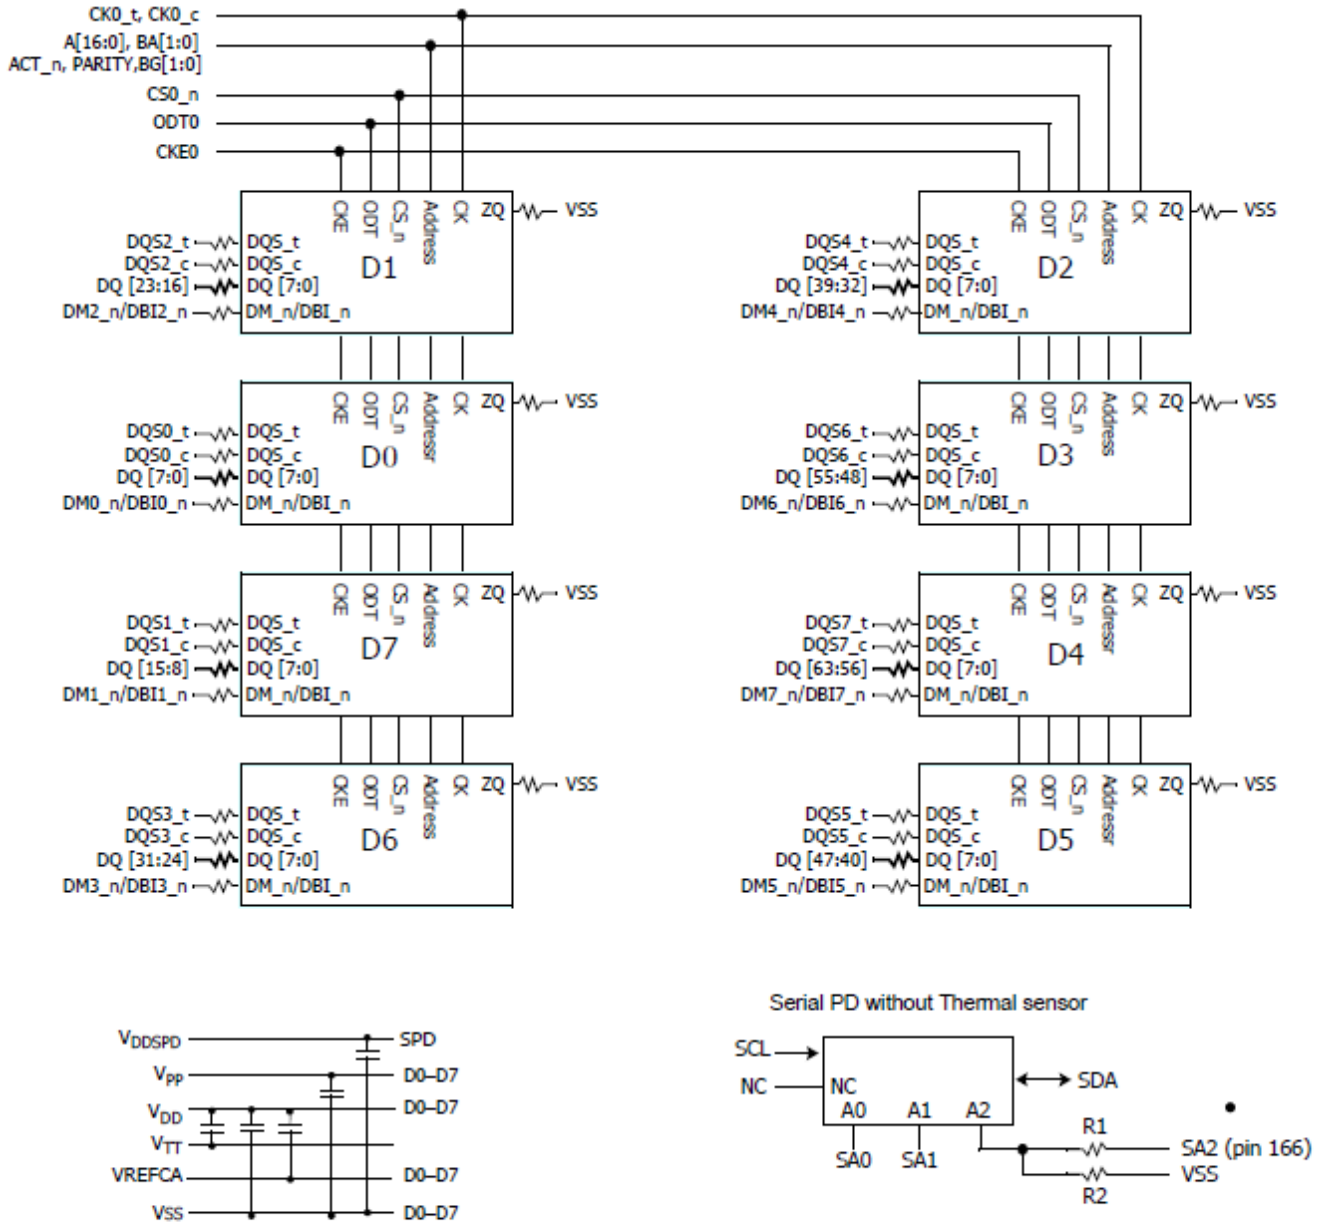 CK0_t, CK0_c
A[16:0], BA[1:0]
ACT_n, PARITY,BG[1:0]
CS0_n
ODT0
CKE0
CKE ODT CS_n Address CK ZQ VSS
DQS2_t DQS_t
DQS2_c DQS_c
D1
DQ [23:16] DQ [7:0]
DM2_n/DBI2_n DM_n/DBI_n
CKE ODT CS_n Address CK ZQ VSS
DQS4_t DQS_t
DQS4_c DQS_c
D2
DQ [39:32] DQ [7:0]
DM4_n/DBI4_n DM_n/DBI_n
CKE ODT CS_n Addressr CK ZQ VSS
DQS0_t DQS_t
DQS0_c DQS_c
D0
DQ [7:0] DQ [7:0]
DM0_n/DBI0_n DM_n/DBI_n
CKE ODT CS_n Address CK ZQ VSS
DQS6_t DQS_t
DQS6_c DQS_c
D3
DQ [55:48] DQ [7:0]
DM6_n/DBI6_n DM_n/DBI_n
CKE ODT CS_n Address CK ZQ VSS
DQS1_t DQS_t
DQS1_c DQS_c
D7
DQ [15:8] DQ [7:0]
DM1_n/DBI1_n DM_n/DBI_n
CKE ODT CS_n Addressr CK ZQ VSS
DQS7_t DQS_t
DQS7_c DQS_c
D4
DQ [63:56] DQ [7:0]
DM7_n/DBI7_n DM_n/DBI_n
CKE ODT CS_n Address CK ZQ VSS
DQS3_t DQS_t
DQS3_c DQS_c
D6
DQ [31:24] DQ [7:0]
DM3_n/DBI3_n DM_n/DBI_n
CKE ODT CS_n Addressr CK ZQ VSS
DQS5_t DQS_t
DQS5_c DQS_c
D5
DQ [47:40] DQ [7:0]
DM5_n/DBI5_n DM_n/DBI_n
VDDSPD SPD
VPP D0–D7
VDD D0–D7
VTT
VREFCA D0–D7
VSS D0–D7
Serial PD without Thermal sensor
SCL
NC NC
SDA
A0 A1 A2
SA0 SA1
R1
SA2 (pin 166)
VSS
R2